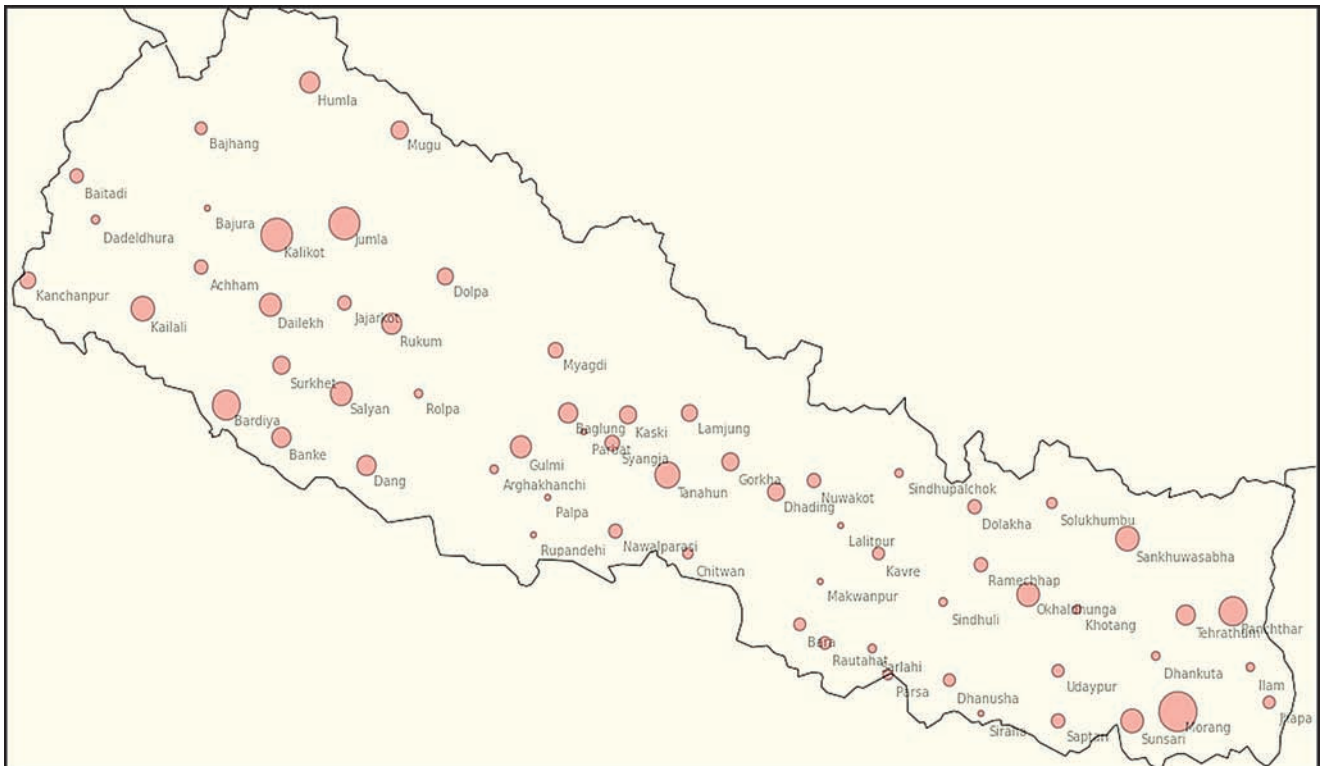 Humla
Bajhang
Mugu
Baitadi
Dadeldhura
Bajura
Kalikot
Jumla
Achham
Dolpa
Kanchanpur
Kailali
Dailekh
Jajarkot
Rukum
Myagdi
Surkhet
Salyan
Rolpa
Bardiya
Baglung
Kaski
Lamjung
Banke
Parbat
Syangja
Gulmi
Dang
Arghakhanchi
Tanahun
Gorkha
Sindhupalchok
Nuwakot
Dhading
Palpa
Dolakha
Solukhumbu
Lalitpur
Rupandehi
Nawalparasi
Sankhuwasabha
Chitwan
Kavre
Ramechhap
Makwanpur
Okhaldhunga
Khotang
Sindhuli
Tehrathum
Panchthar
Bara
Rautahat
Sarlahi
Dhankuta
Udaypur
Ilam
Parsa
Dhanusha
Jhapa
Siraha
Saptari
Sunsari
Morang